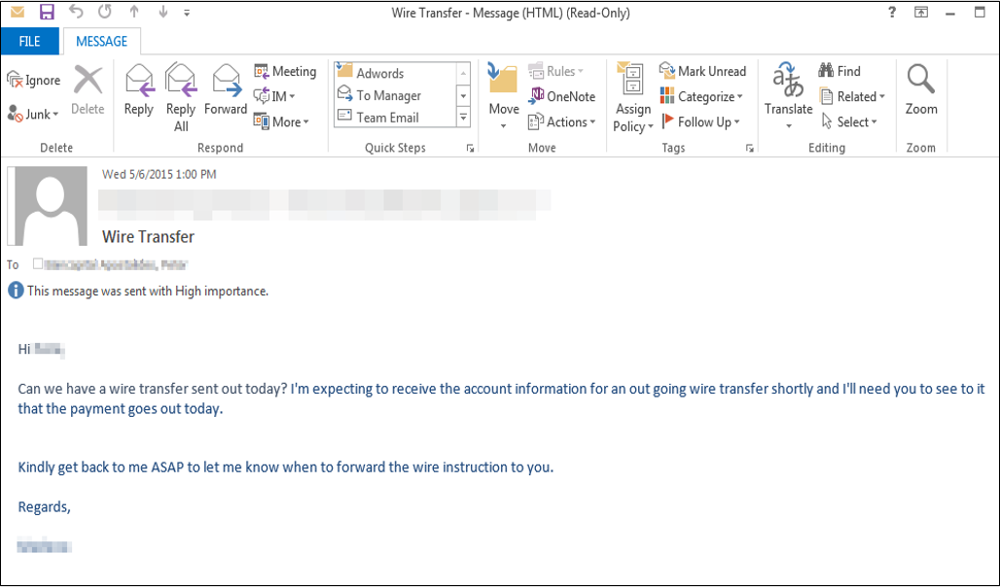 Wire Transfer - Message (HTML) (Read-Only)
?
FILE
MESSAGE
Ignore
Junk
Delete
Delete
Reply
Reply All
Forward
Meeting
IM
More
Respond
Adwords
To Manager
Team Email
Quick Steps
Move
Rules
OneNote
Actions
Move
Assign Policy
Mark Unread
Categorize
Follow Up
Tags
Translate
Find
Related
Select
Editing
Zoom
Zoom
Wed 5/6/2015 1:00 PM
Wire Transfer
To
This message was sent with High importance.
Hi
Can we have a wire transfer sent out today? I'm expecting to receive the account information for an out going wire transfer shortly and I'll need you to see to it
that the payment goes out today.
Kindly get back to me ASAP to let me know when to forward the wire instruction to you.
Regards,